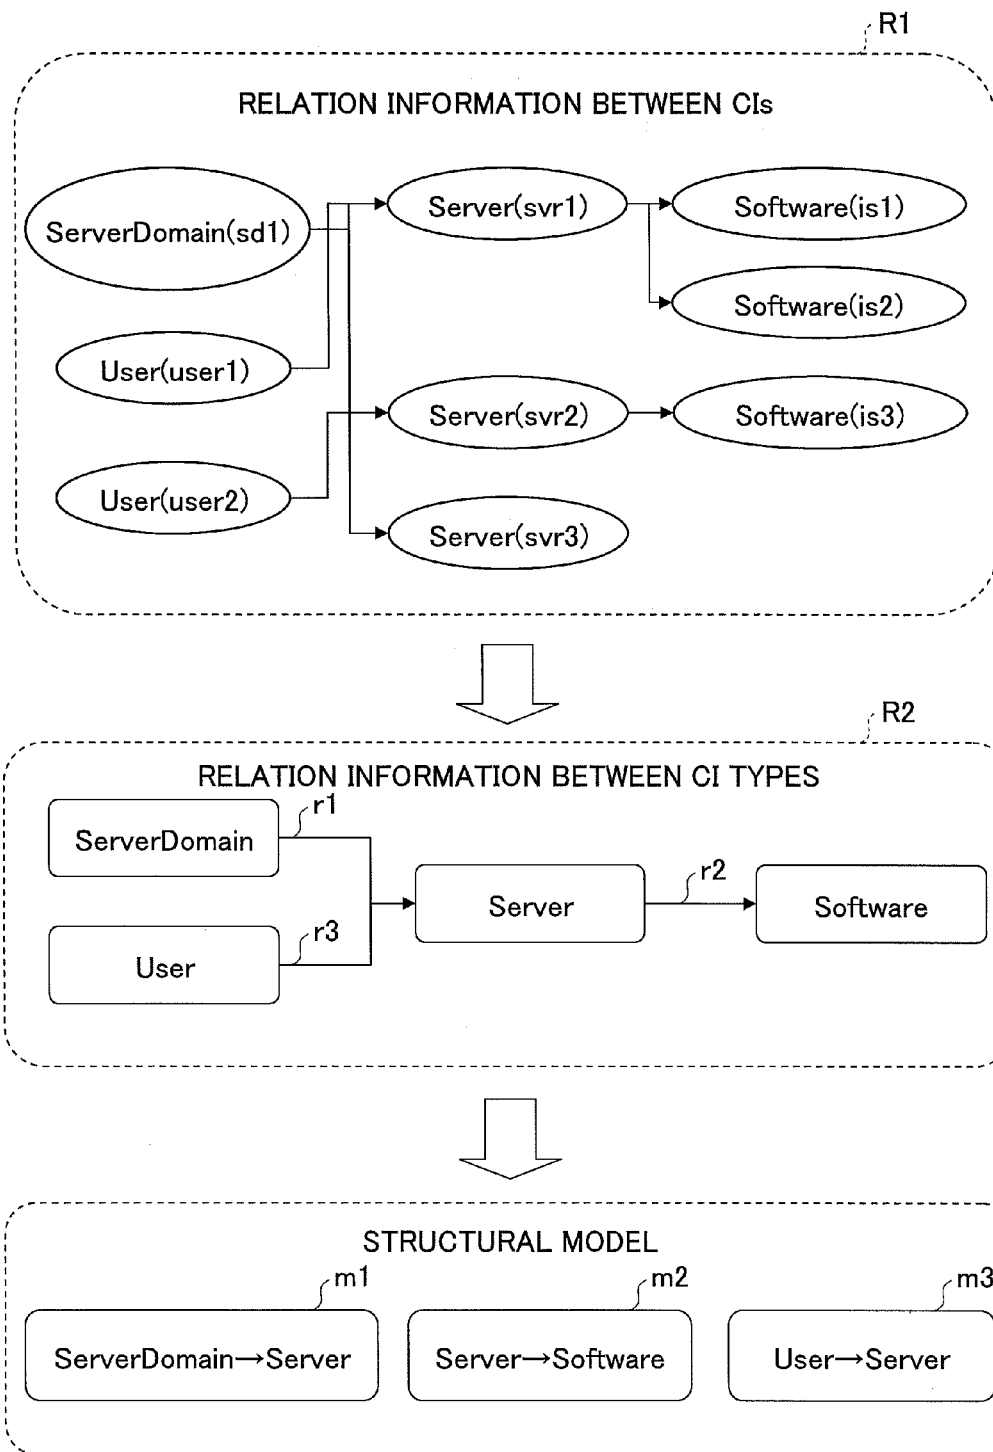 R1
RELATION INFORMATION BETWEEN CIs
ServerDomain(sd1)
Server(svr1)
Software(is1)
Software(is2)
User(user1)
Server(svr2)
Software(is3)
User(user2)
Server(svr3)
R2
RELATION INFORMATION BETWEEN CI TYPES
r1
ServerDomain
r2
Server
Software
r3
User
STRUCTURAL MODEL
m1
m2
m3
ServerDomain→Server
Server→Software
User→Server